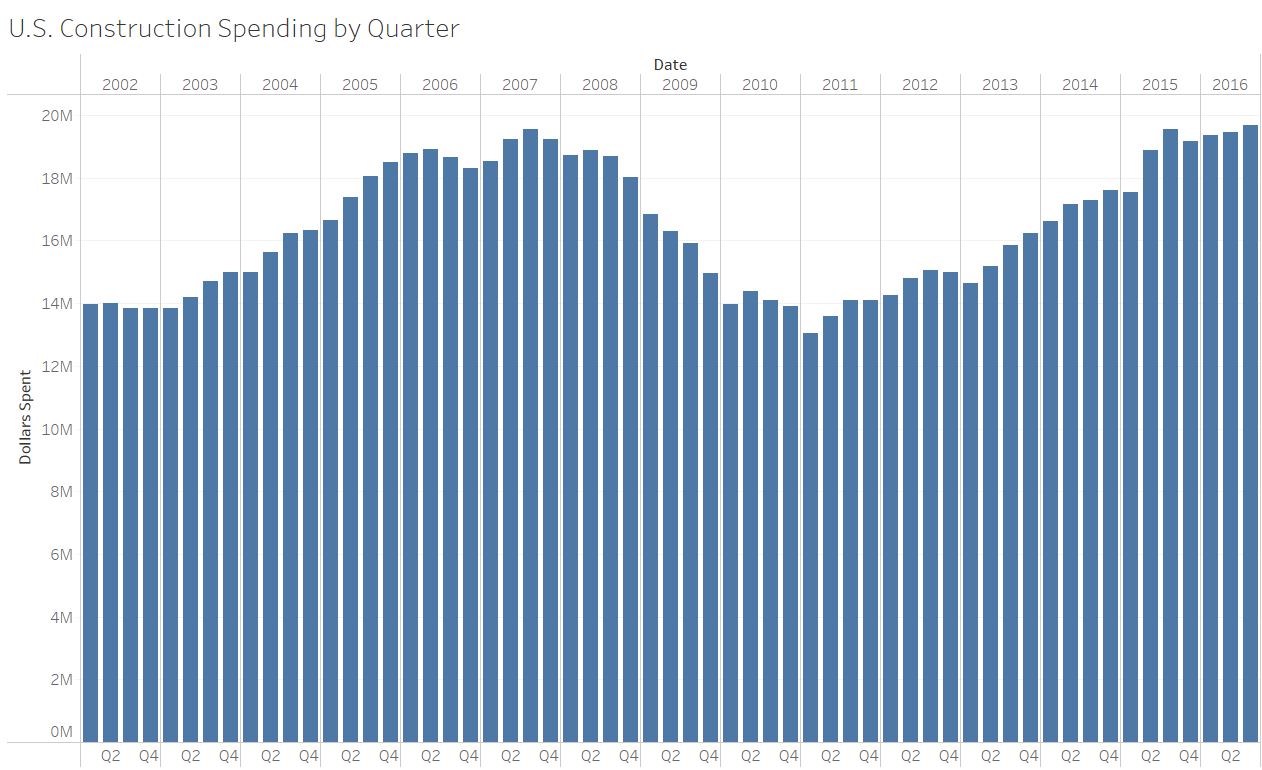 U.S. Construction Spending by Quarter
Date
2002 2003 2004 2005 2006 2007 2008 2009 2010 2011 2012 2013 2014 2015 2016
20M
18M
16M
14M
12M
10M
8M
6M
4M
2M
0M
Dollars Spent
Q2 Q4 Q2 Q4 Q2 Q4 Q2 Q4 Q2 Q4 Q2 Q4 Q2 Q4 Q2 Q4 Q2 Q4 Q2 Q4 Q2 Q4 Q2 Q4 Q2 Q4 Q2 Q4 Q2